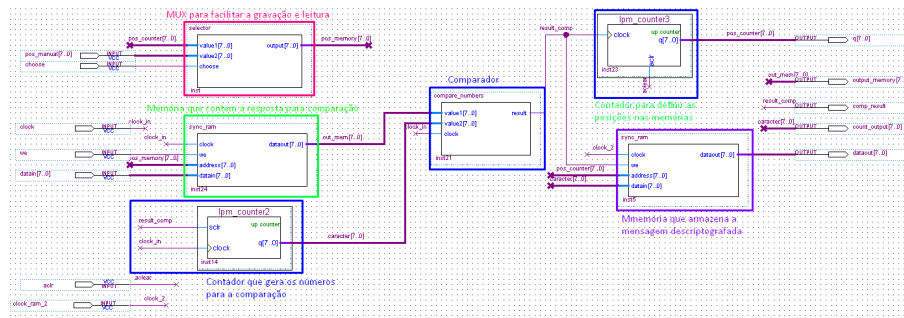 MUX para facilitar a gravação e leitura
selector
pos_counter[7..0]
value1[7..0]
output[7..0]
pos_memory[7..0]
pos_manual[7..0]
INPUT
VCC
value2[7..0]
choose
INPUT
VCC
choose
inst
Memória que contem a resposta para comparação
sync_ram
clock
INPUT
VCC
clock_in
clock_in
clock
dataout[7..0]
out_mem[7..0]
we
INPUT
VCC
we
pos_memory[7..0]
address[7..0]
datain[7..0]
INPUT
VCC
datain[7..0]
inst24
lpm_counter2
result_comp
sclr
up counter
clock_in
clock
q[7..0]
caracter[7..0]
inst14
Contador que gera os números
para a comparação
aclr
INPUT
VCC
aclear
clock_ram_2
INPUT
VCC
clock_2
Comparador
compare_numbers
value1[7..0]
result
value2[7..0]
clock_in
clock
inst21
result_comp
lpm_counter3
clock
up counter
q[7..0]
aclr
inst23
aclear
pos_counter[7..0]
OUTPUT
q[7..0]
Contador para definir as
posições nas memórias
out_mem[7..0]
OUTPUT
output_memory[7..
result_comp
OUTPUT
comp_result
caracter[7..0]
OUTPUT
count_output[7..0]
sync_ram
clock_2
clock
dataout[7..0]
OUTPUT
dataout[7..0]
we
pos_counter[7..0]
address[7..0]
caracter[7..0]
datain[7..0]
inst5
Mmemória que armazena a
mensagem descriptografada